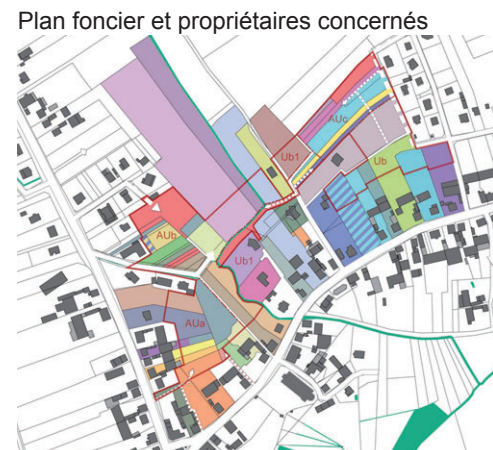 Plan foncier et propriétaires concernés
AUc
Ub1
Ub
AUb
Ub1
AUa